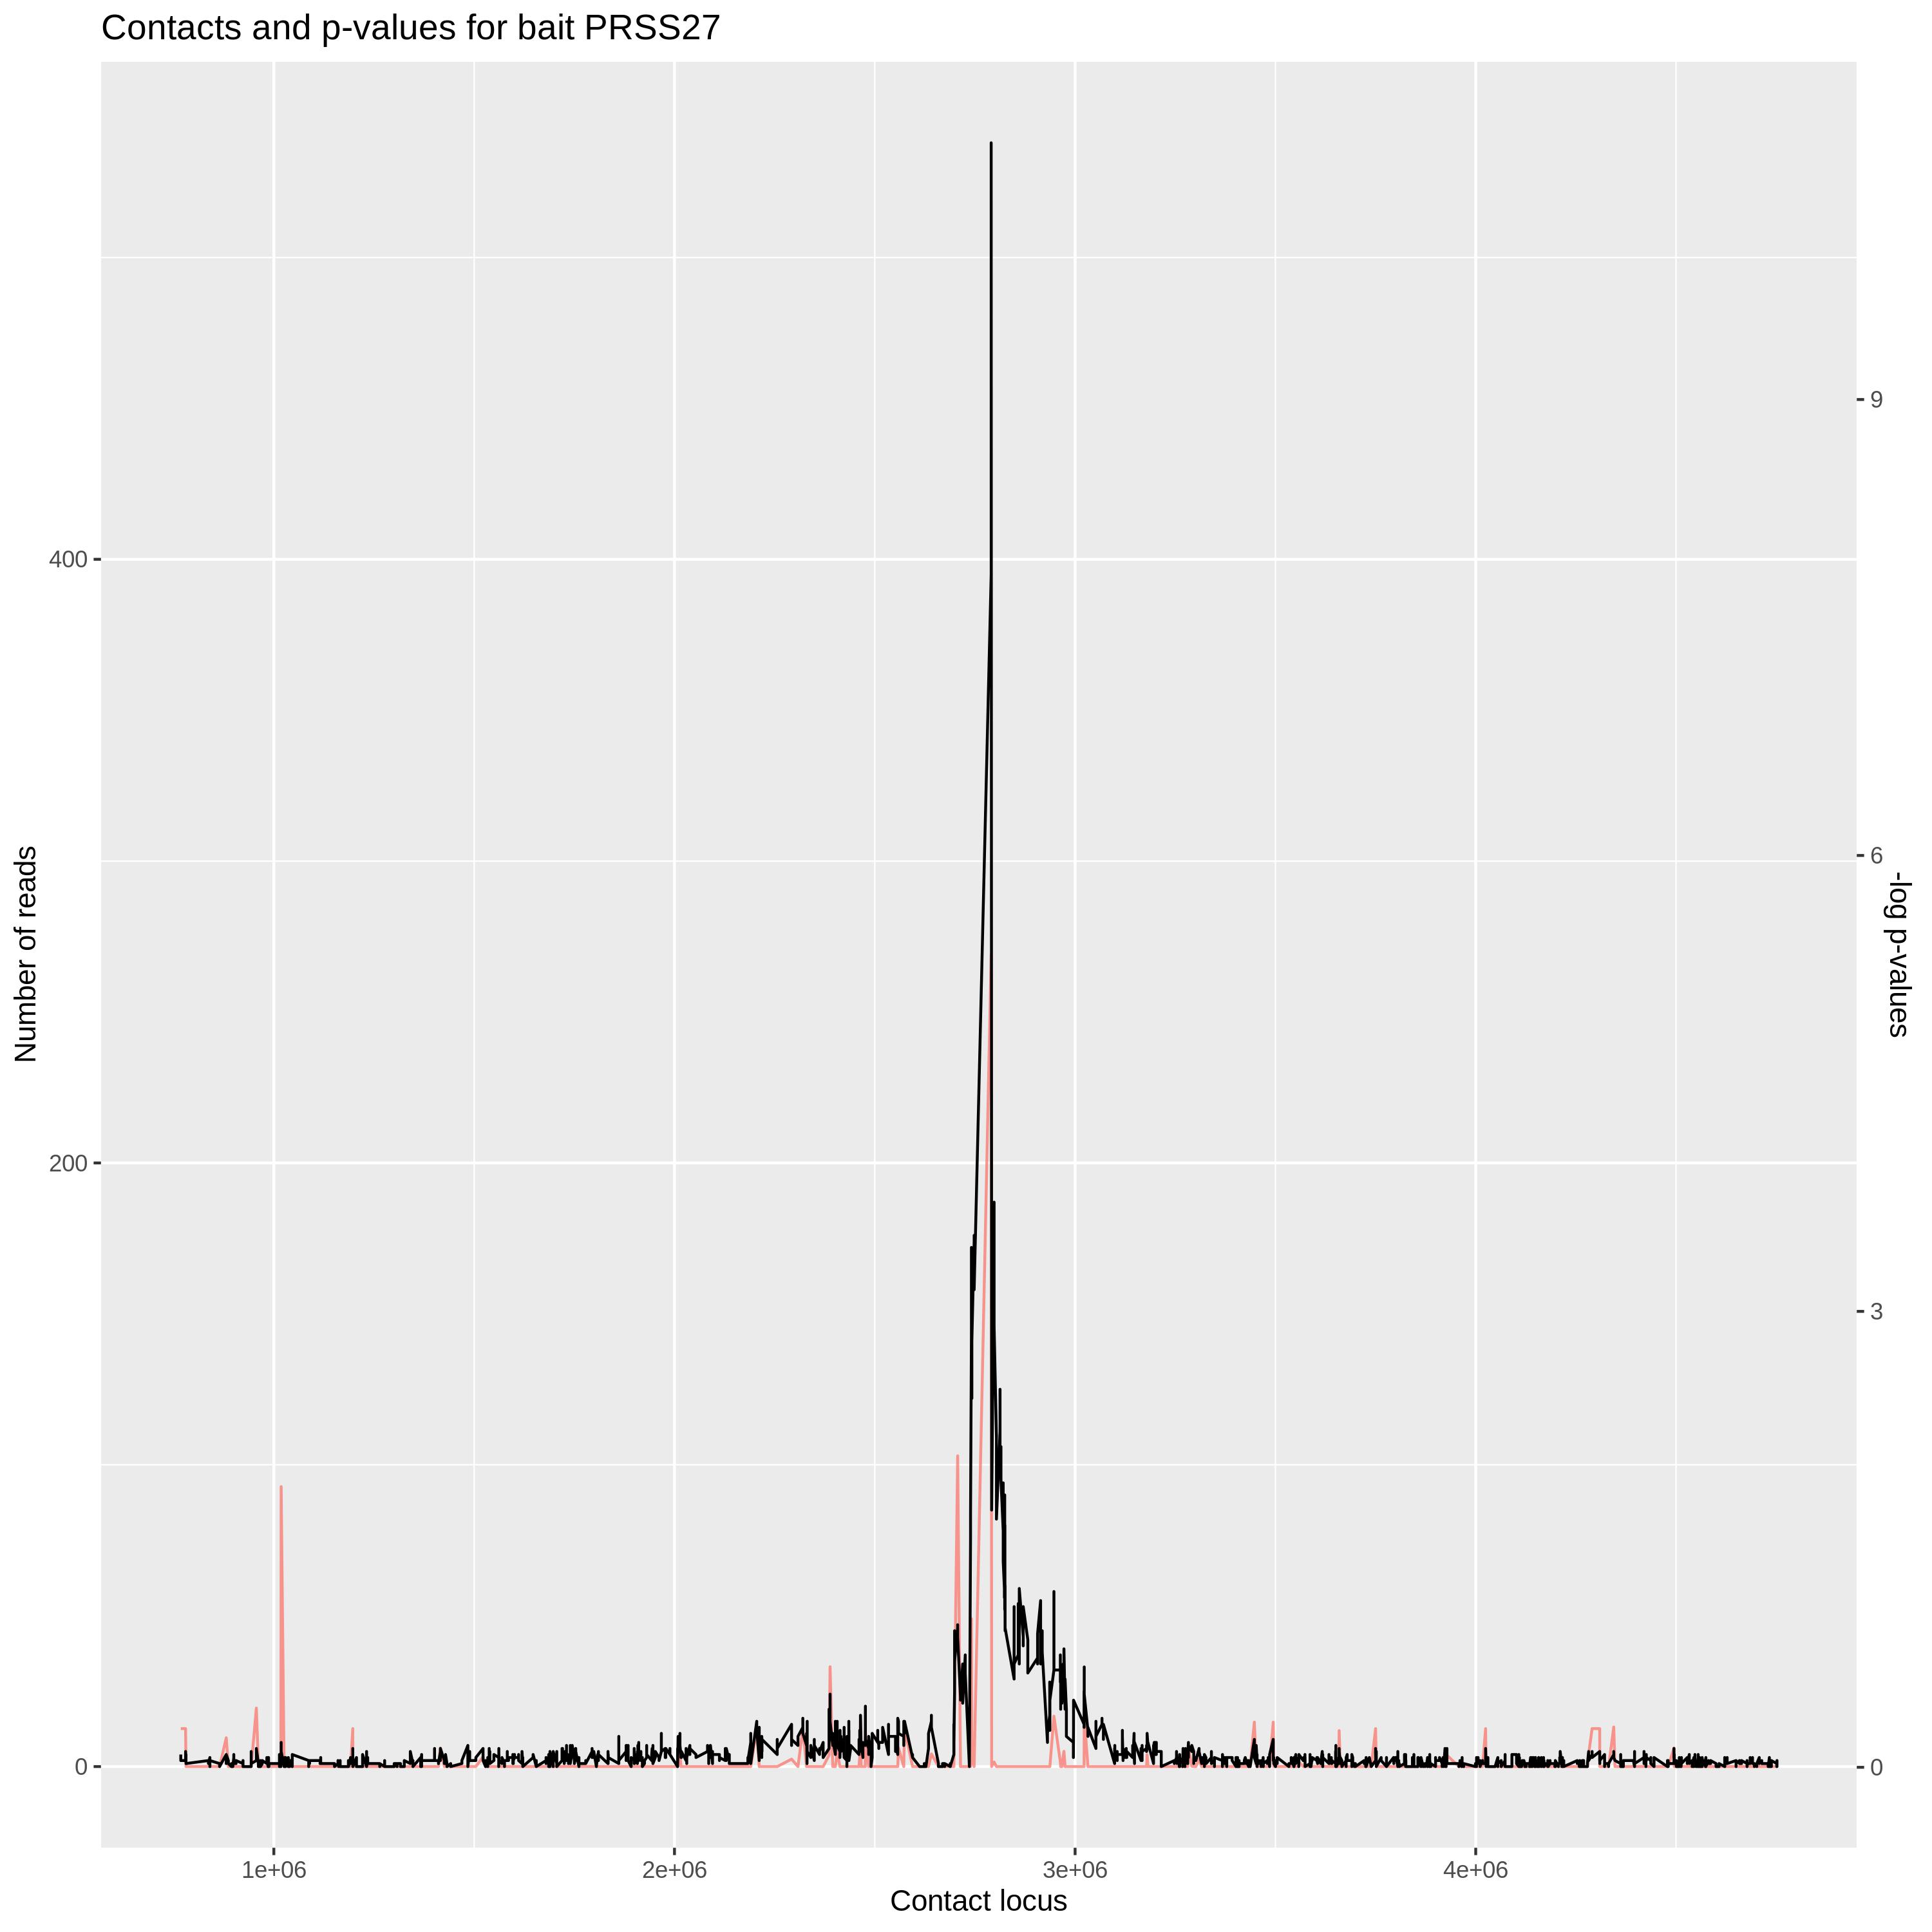 Contacts and p-values for bait PRSS27
Number of reads
400
200
0
9
6
3
0
-log p-values
1e+06
2e+06
3e+06
4e+06
Contact locus